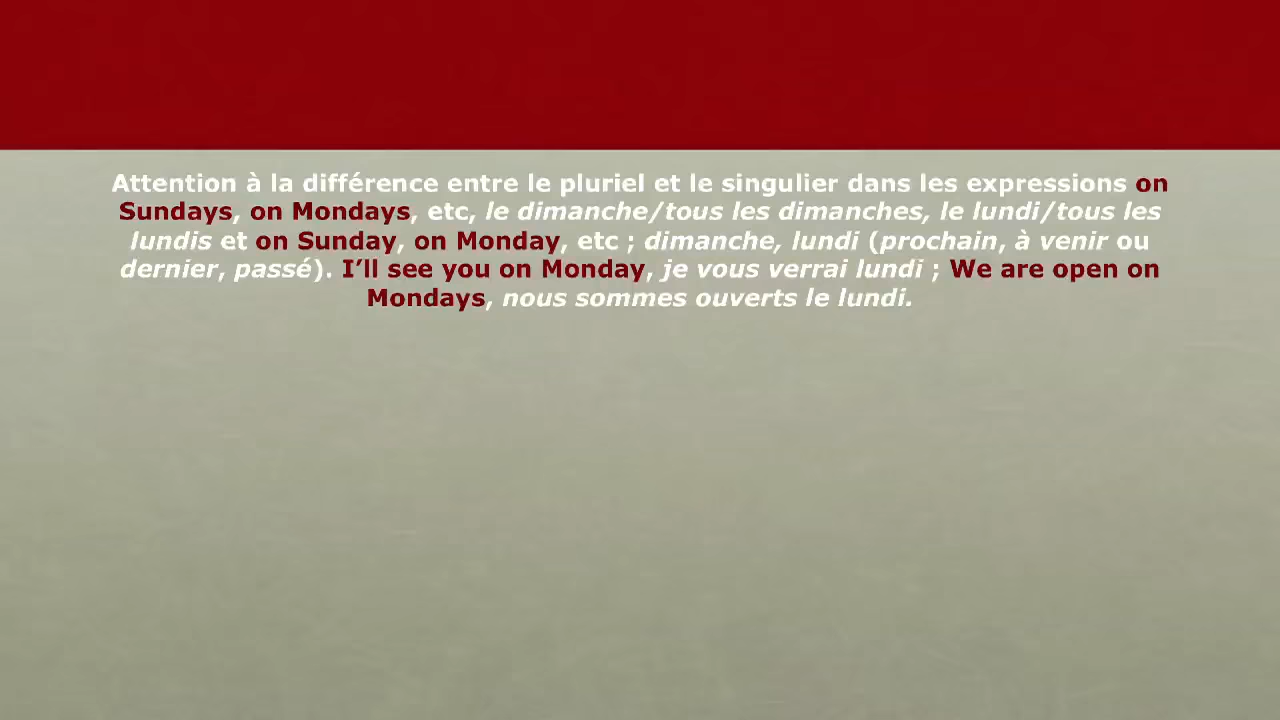 Attention à la différence entre le pluriel et le singulier dans les expressions on
Sundays, on Mondays, etc, le dimanche/tous les dimanches, le lundi/tous les
lundis et on Sunday, on Monday, etc ; dimanche, lundi (prochain, à venir ou
dernier, passé). I’ll see you on Monday, je vous verrai lundi ; We are open on
Mondays, nous sommes ouverts le lundi.